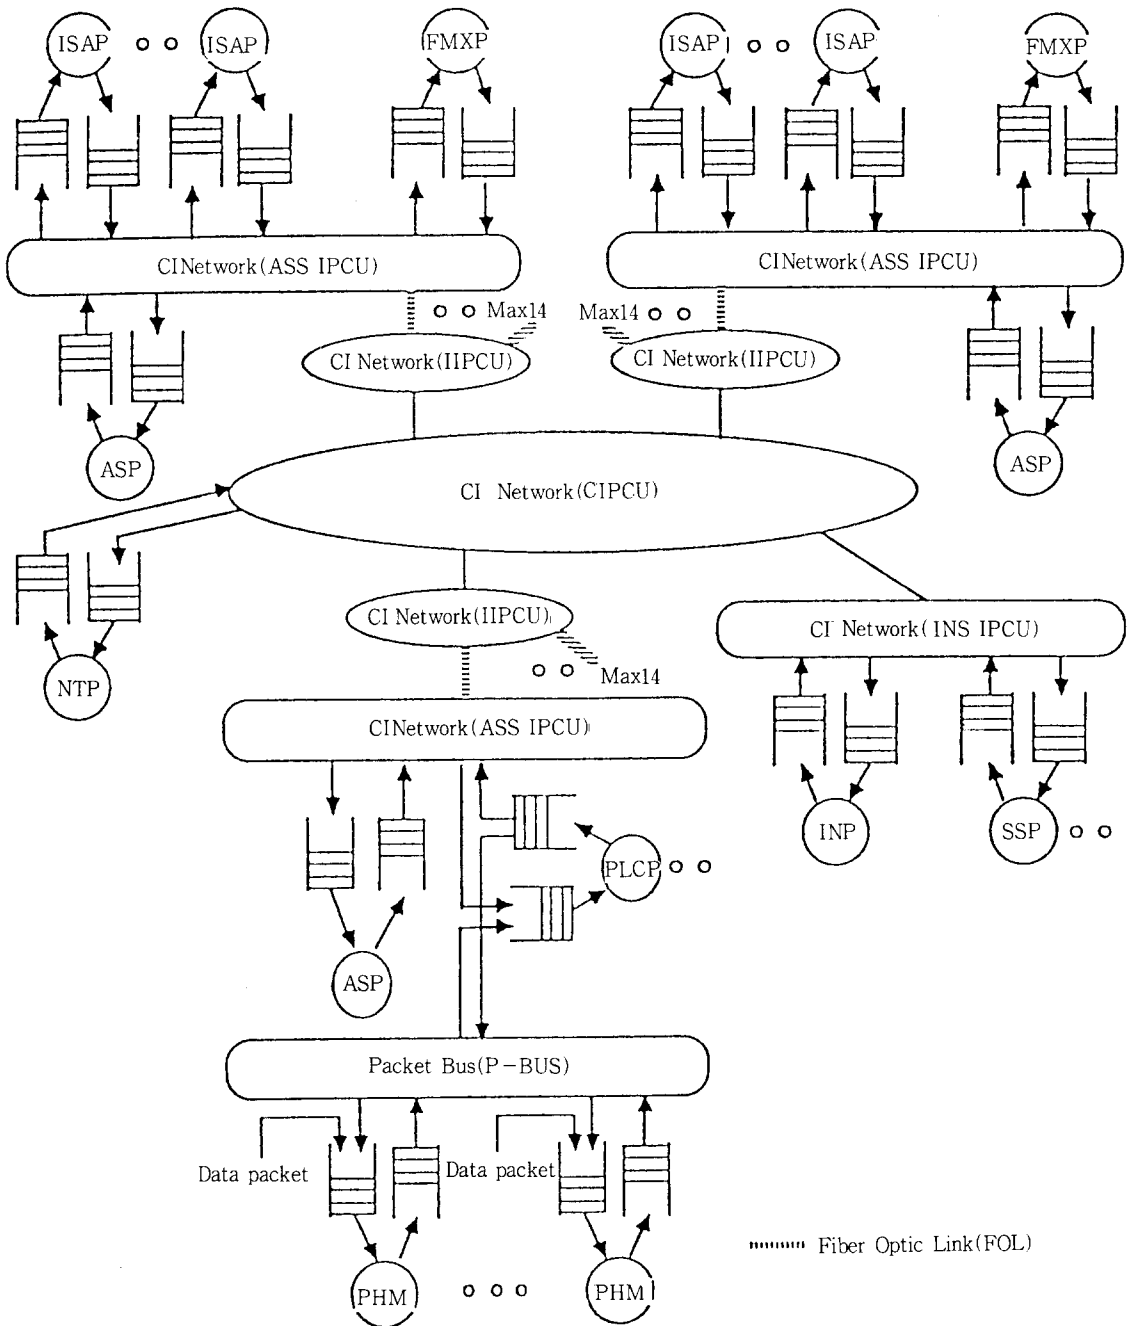 ISAP
ISAP
FMXP
ISAP
ISAP
FMXP
CINetwork(ASS IPCU)
CINetwork(ASS IPCU)
Max14
Max14
CI Network(IIPCU)
CI Network(IIPCU)
ASP
ASP
CI Network(CIPCU)
CI Network(IIPCU)
CI Network(INS IPCU)
NTP
Max14
CINetwork(ASS IPCU)
INP
SSP
PLCP
ASP
Packet Bus(P-BUS)
Data packet
Data packet
Fiber Optic Link(FOL)
PHM
PHM